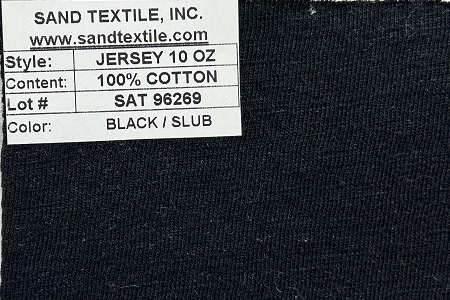 SAND TEXTILE, INC.
www.sandtextile.com
Style: JERSEY 10 OZ
Content: 100% COTTON
Lot # SAT 96269
Color: BLACK / SLUB